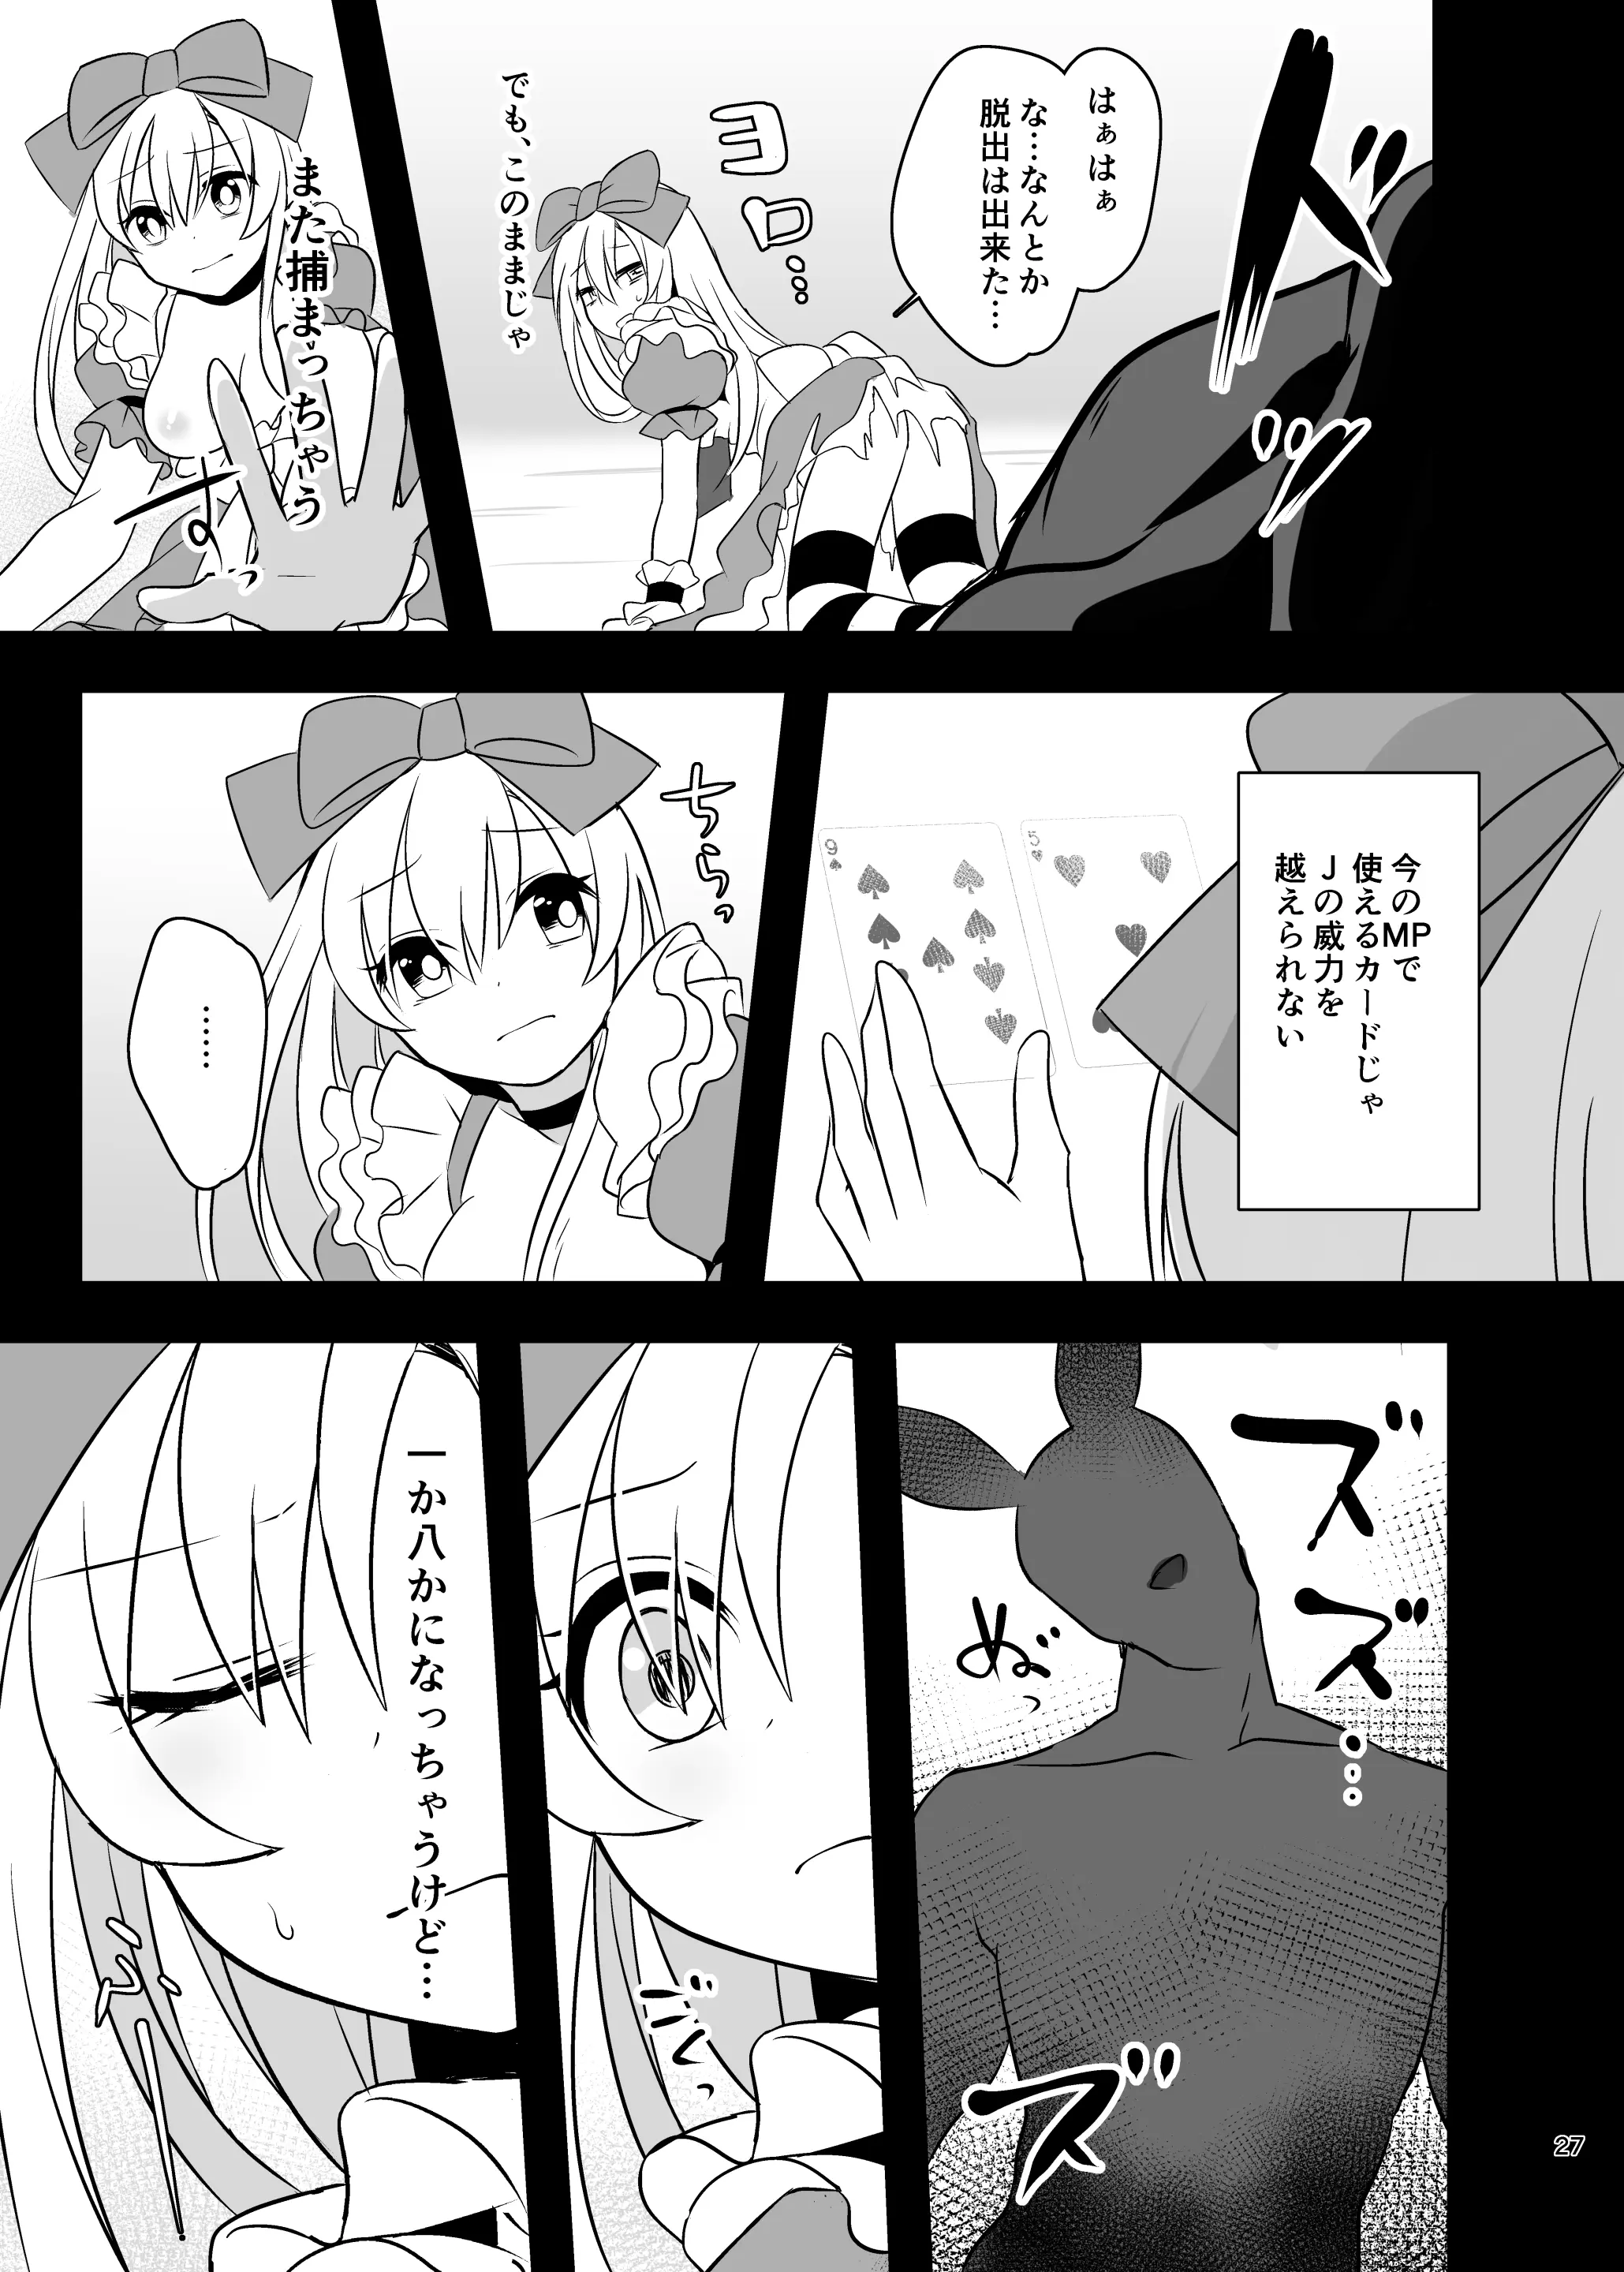 はぁはぁ
な…なんとか
脱出は出来た…
ズッ
ヨロ…
でも、このままじゃ
また捕まっちゃう
すっ
今のMPで
使えるカードじゃ
Jの威力を
越えられない
9
5
ちらっ
……
ズズ…
ぬっ
ズ
ぎくっ
一か八かになっちゃうけど…
27